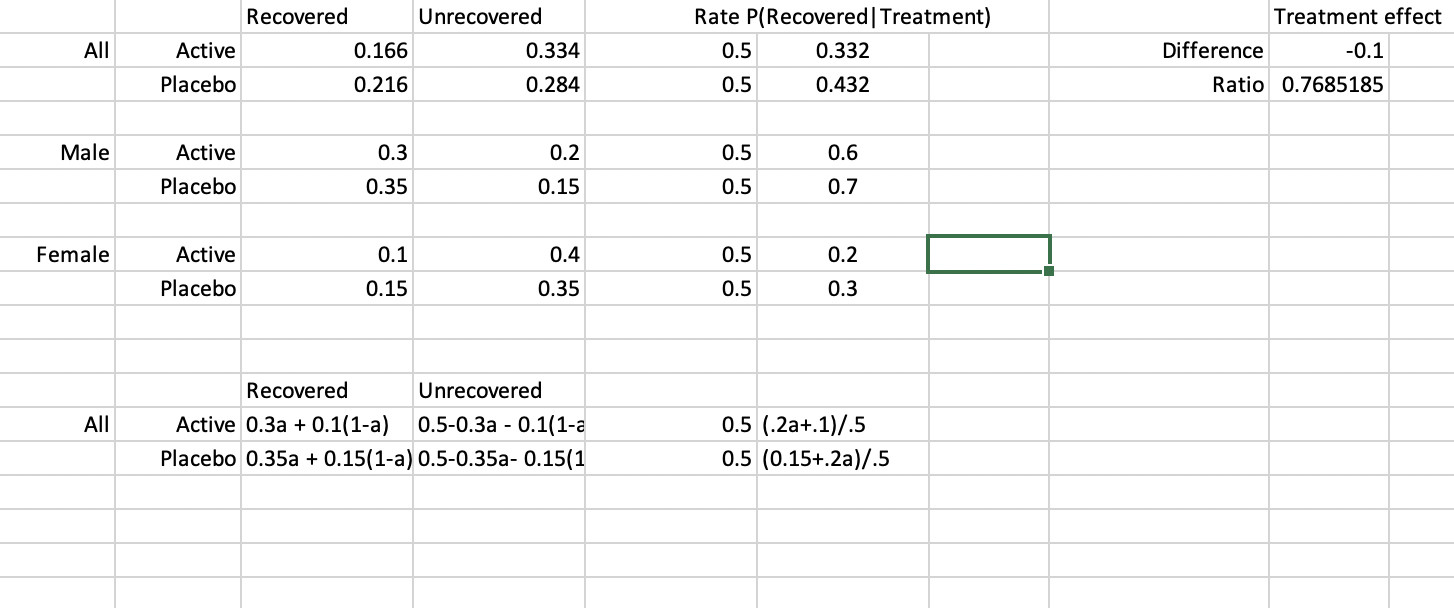 Recovered Unrecovered Rate P(Recovered|Treatment) Treatment effect
All Active 0.166 0.334 0.5 0.332 Difference -0.1
Placebo 0.216 0.284 0.5 0.432 Ratio 0.7685185
Male Active 0.3 0.2 0.5 0.6
Placebo 0.35 0.15 0.5 0.7
Female Active 0.1 0.4 0.5 0.2
Placebo 0.15 0.35 0.5 0.3
Recovered Unrecovered
All Active 0.3a + 0.1(1-a) 0.5-0.3a - 0.1(1-a 0.5 (.2a+.1)/.5
Placebo 0.35a + 0.15(1-a) 0.5-0.35a- 0.15(1 0.5 (0.15+.2a)/.5